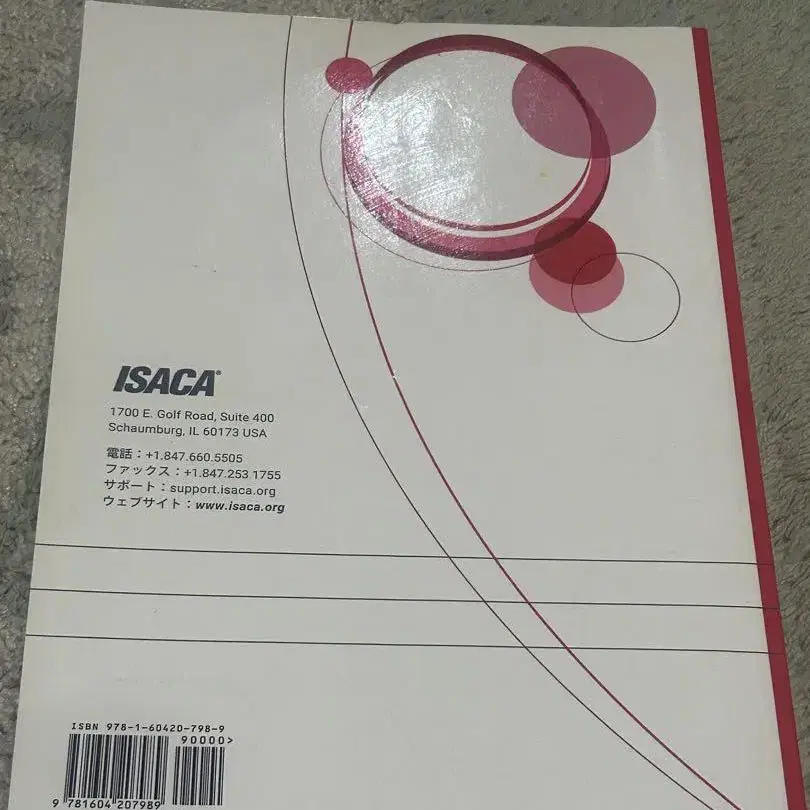 ISACA®
1700 E. Golf Road, Suite 400
Schaumburg, IL 60173 USA
電話：+1.847.660.5505
ファックス：+1.847.253.1755
サポート：support.isaca.org
ウェブサイト：www.isaca.org
ISBN 978-1-60420-798-9
90000>
9 781604 207989